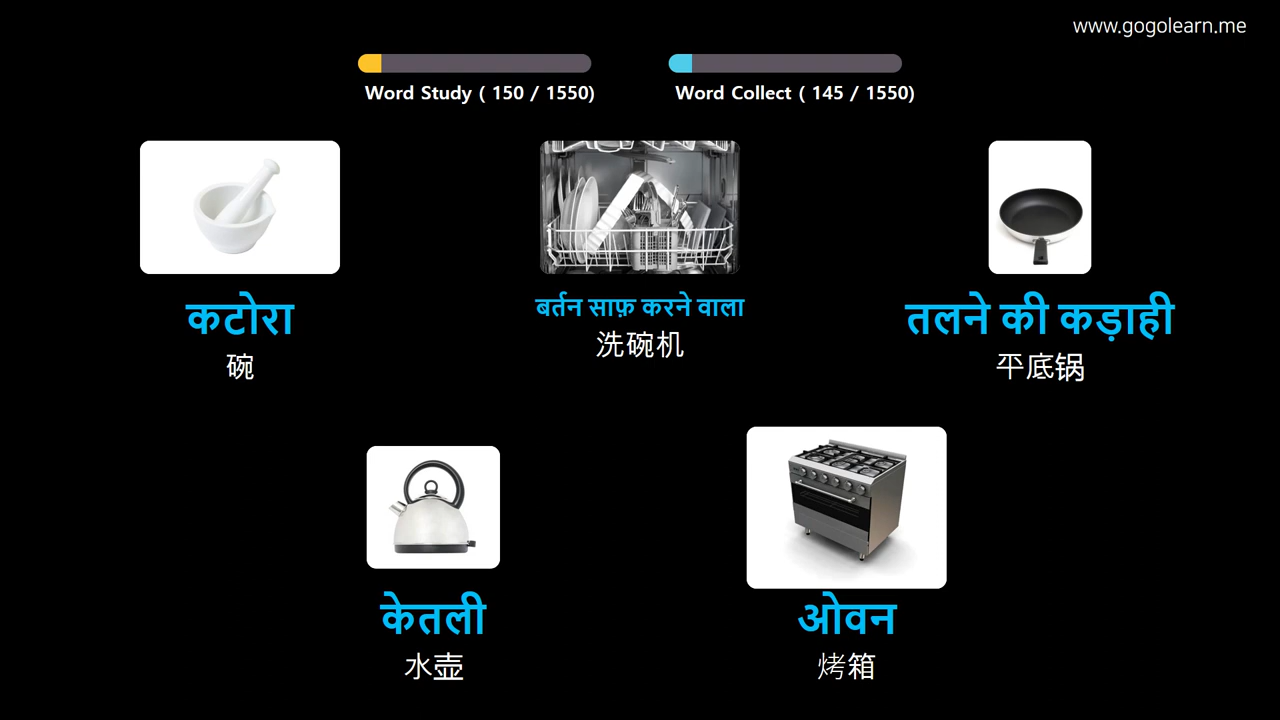 www.gogolearn.me
Word Study ( 150 / 1550)
Word Collect ( 145 / 1550)
कटोरा
碗
बर्तन साफ़ करने वाला
洗碗机
तलने की कड़ाही
平底锅
केतली
水壶
ओवन
烤箱